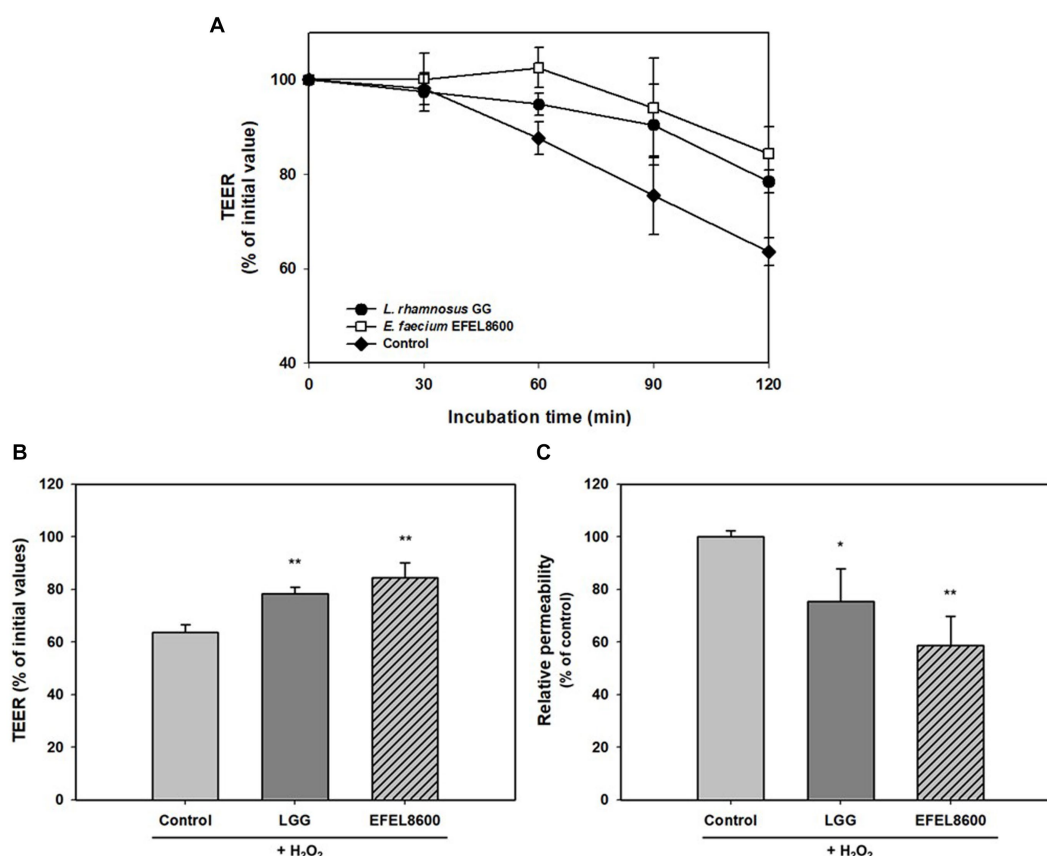 A
TEER
(% of initial value)
100
80
60
40
L. rhamnosus GG
E. faecium EFEL8600
Control
0 30 60 90 120
Incubation time (min)
B
TEER (% of initial values)
120
100
80
60
40
20
0
**
**
Control LGG EFEL8600
+ H₂O₂
C
Relative permeability
(% of control)
120
100
80
60
40
20
0
*
**
Control LGG EFEL8600
+ H₂O₂